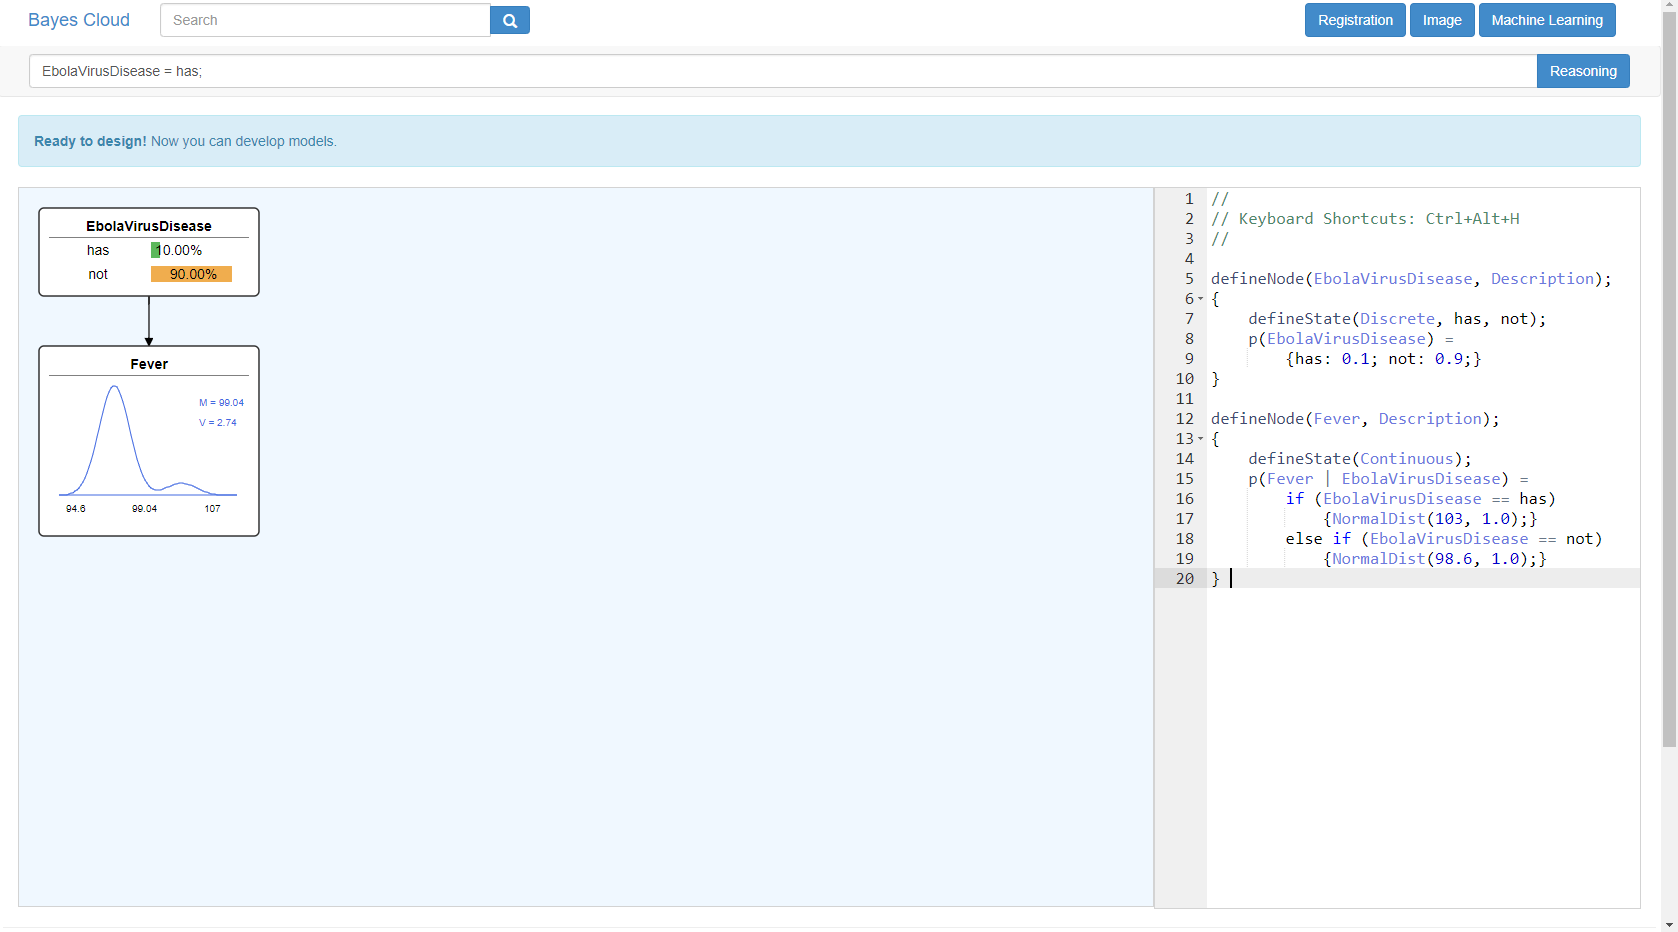 Bayes Cloud Search Registration Image Machine Learning
EbolaVirusDisease = has; Reasoning
Ready to design! Now you can develop models.
EbolaVirusDisease
has 10.00%
not 90.00%
Fever
M = 99.04
V = 2.74
94.6 99.04 107
1 //
2 // Keyboard Shortcuts: Ctrl+Alt+H
3 //
4
5 defineNode(EbolaVirusDisease, Description);
6 {
7 defineState(Discrete, has, not);
8 p(EbolaVirusDisease) =
9 {has: 0.1; not: 0.9;}
10 }
11
12 defineNode(Fever, Description);
13 {
14 defineState(Continuous);
15 p(Fever | EbolaVirusDisease) =
16 if (EbolaVirusDisease == has)
17 {NormalDist(103, 1.0);}
18 else if (EbolaVirusDisease == not)
19 {NormalDist(98.6, 1.0);}
20 }